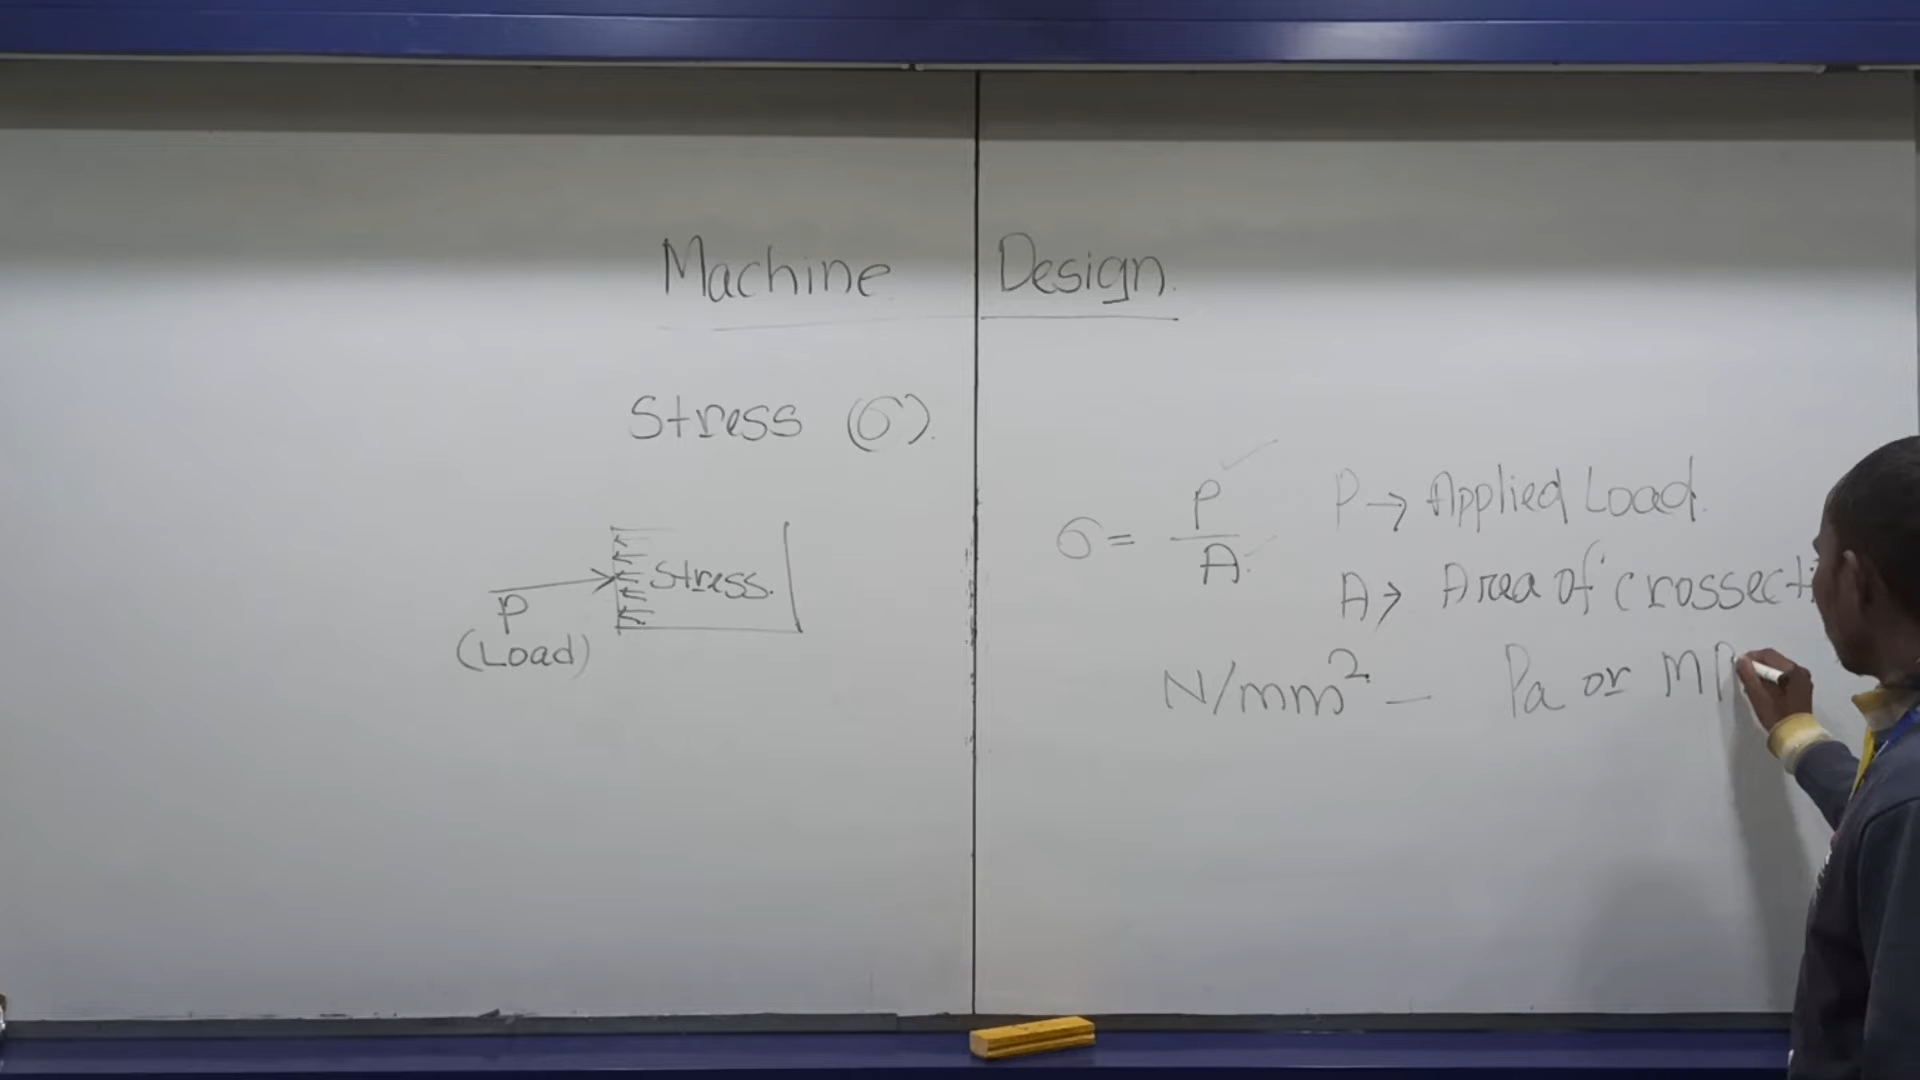 Machine Design.
Stress (σ).
Stress.
P
(Load)
σ = P/A
P → Applied Load.
A → Area of crossecti
N/mm² — Pa or MP